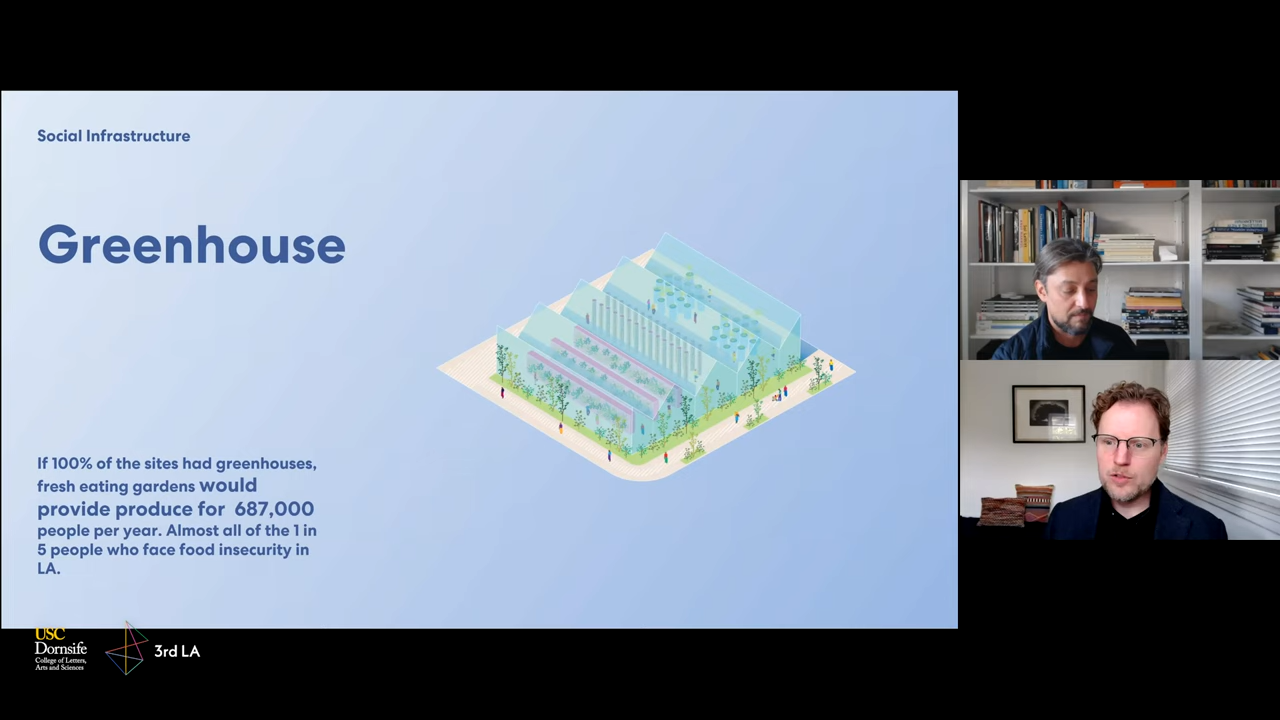 Social Infrastructure
Greenhouse
If 100% of the sites had greenhouses,
fresh eating gardens would
provide produce for 687,000
people per year. Almost all of the 1 in
5 people who face food insecurity in
LA.
USC
Dornsife
College of Letters,
Arts and Sciences
3rd LA